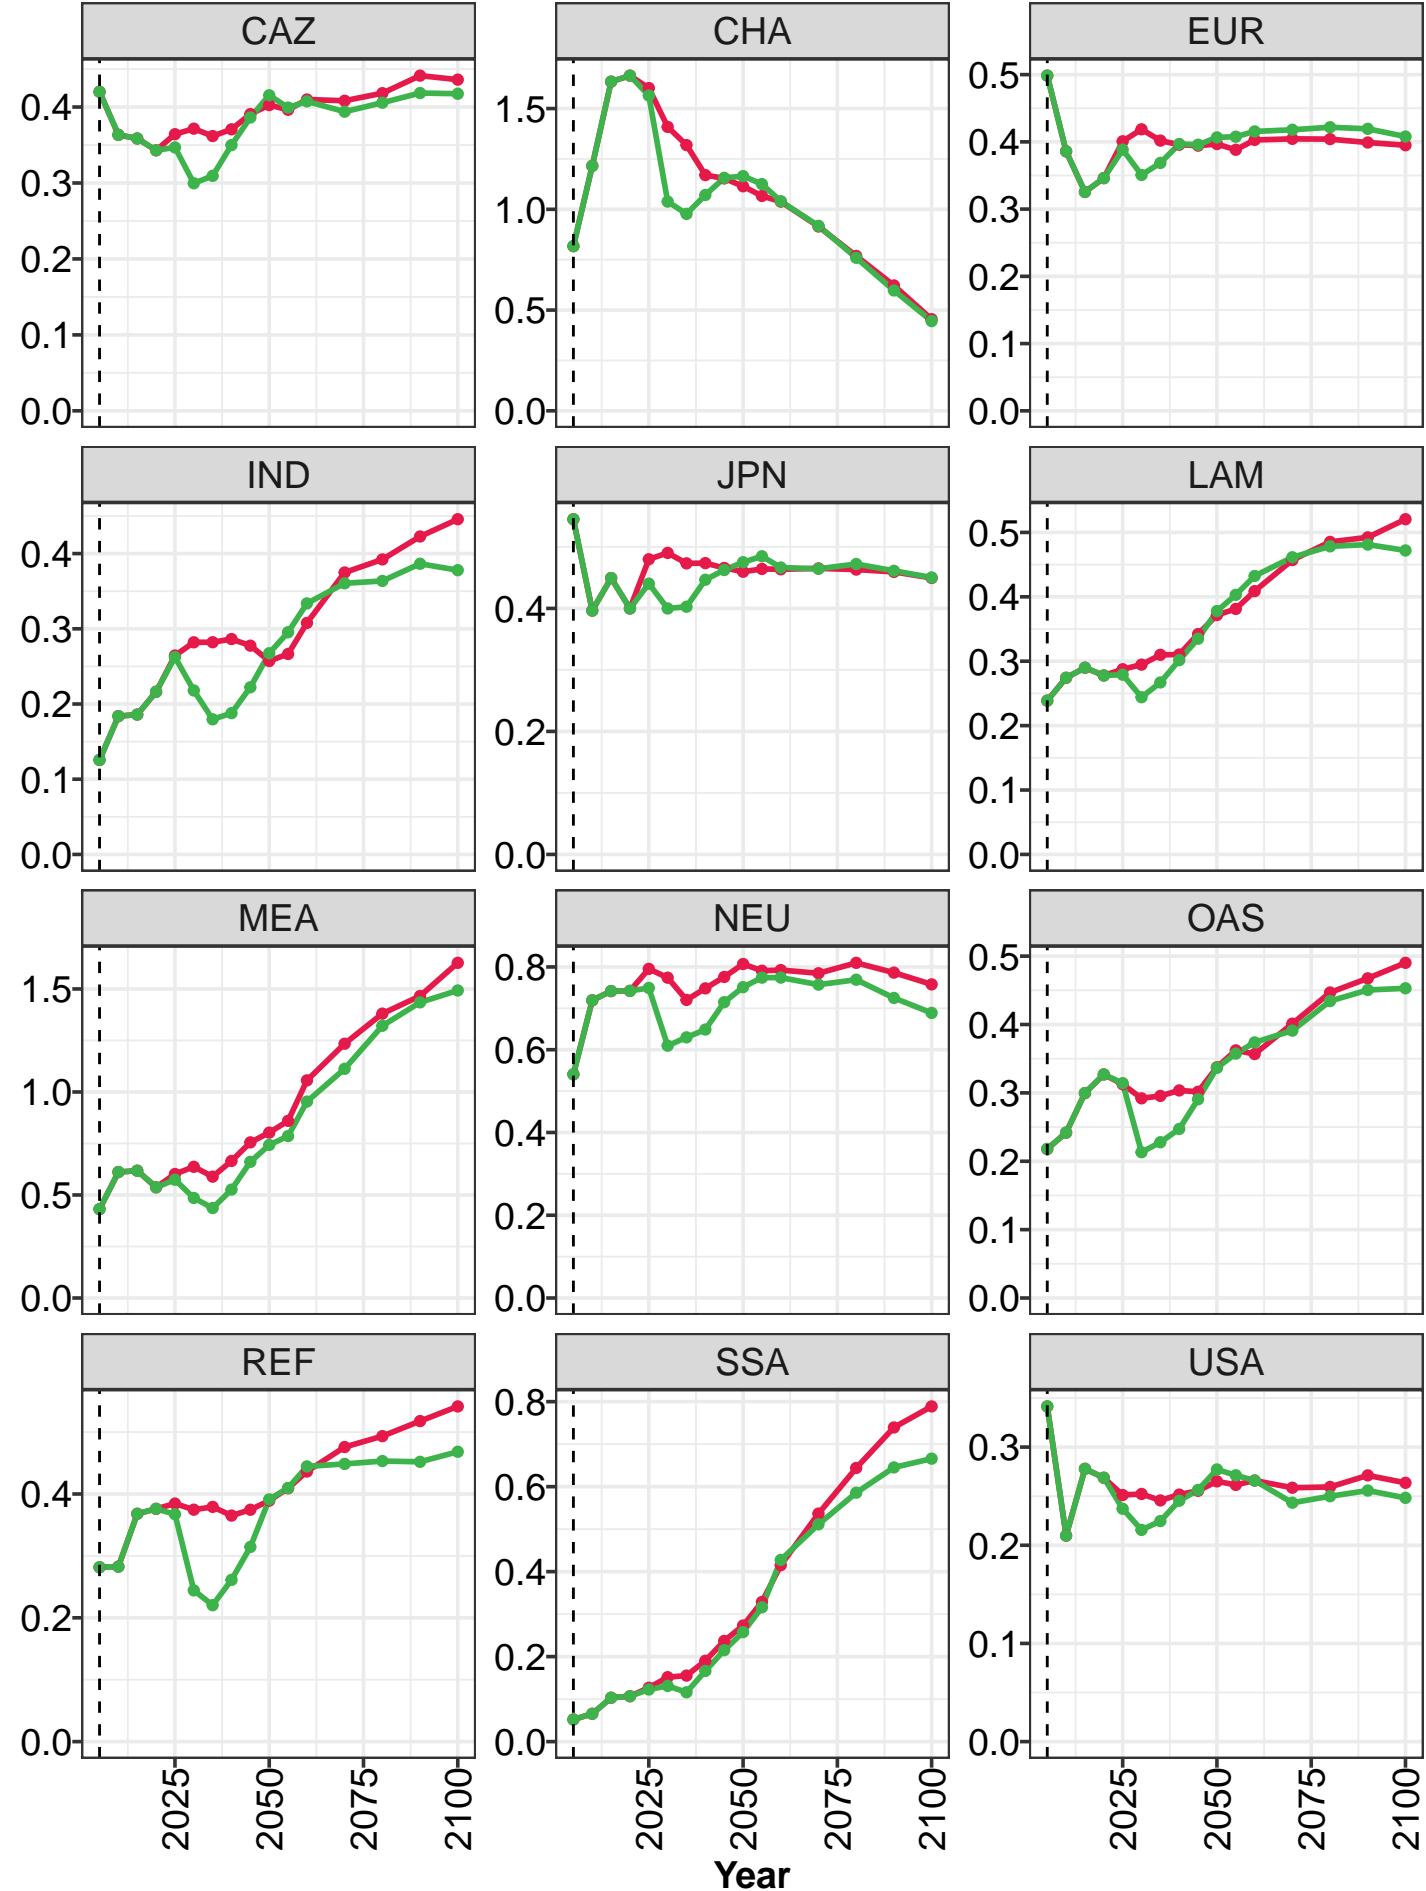 CAZ CHA EUR
0.4 1.5 0.5
0.3 1.0 0.4
0.2 0.5 0.3
0.1 0.0 0.2
0.0 0.1
0.0
IND JPN LAM
0.4 0.4 0.5
0.3 0.2 0.4
0.2 0.0 0.3
0.1 0.2
0.0 0.1
0.0
MEA NEU OAS
1.5 0.8 0.5
1.0 0.6 0.4
0.5 0.4 0.3
0.0 0.2 0.2
0.0 0.1
0.0
REF SSA USA
0.4 0.8 0.3
0.2 0.6 0.2
0.0 0.4 0.1
0.2 0.0
0.0
2025 2050 2075 2100 2025 2050 2075 2100 2025 2050 2075 2100
Year